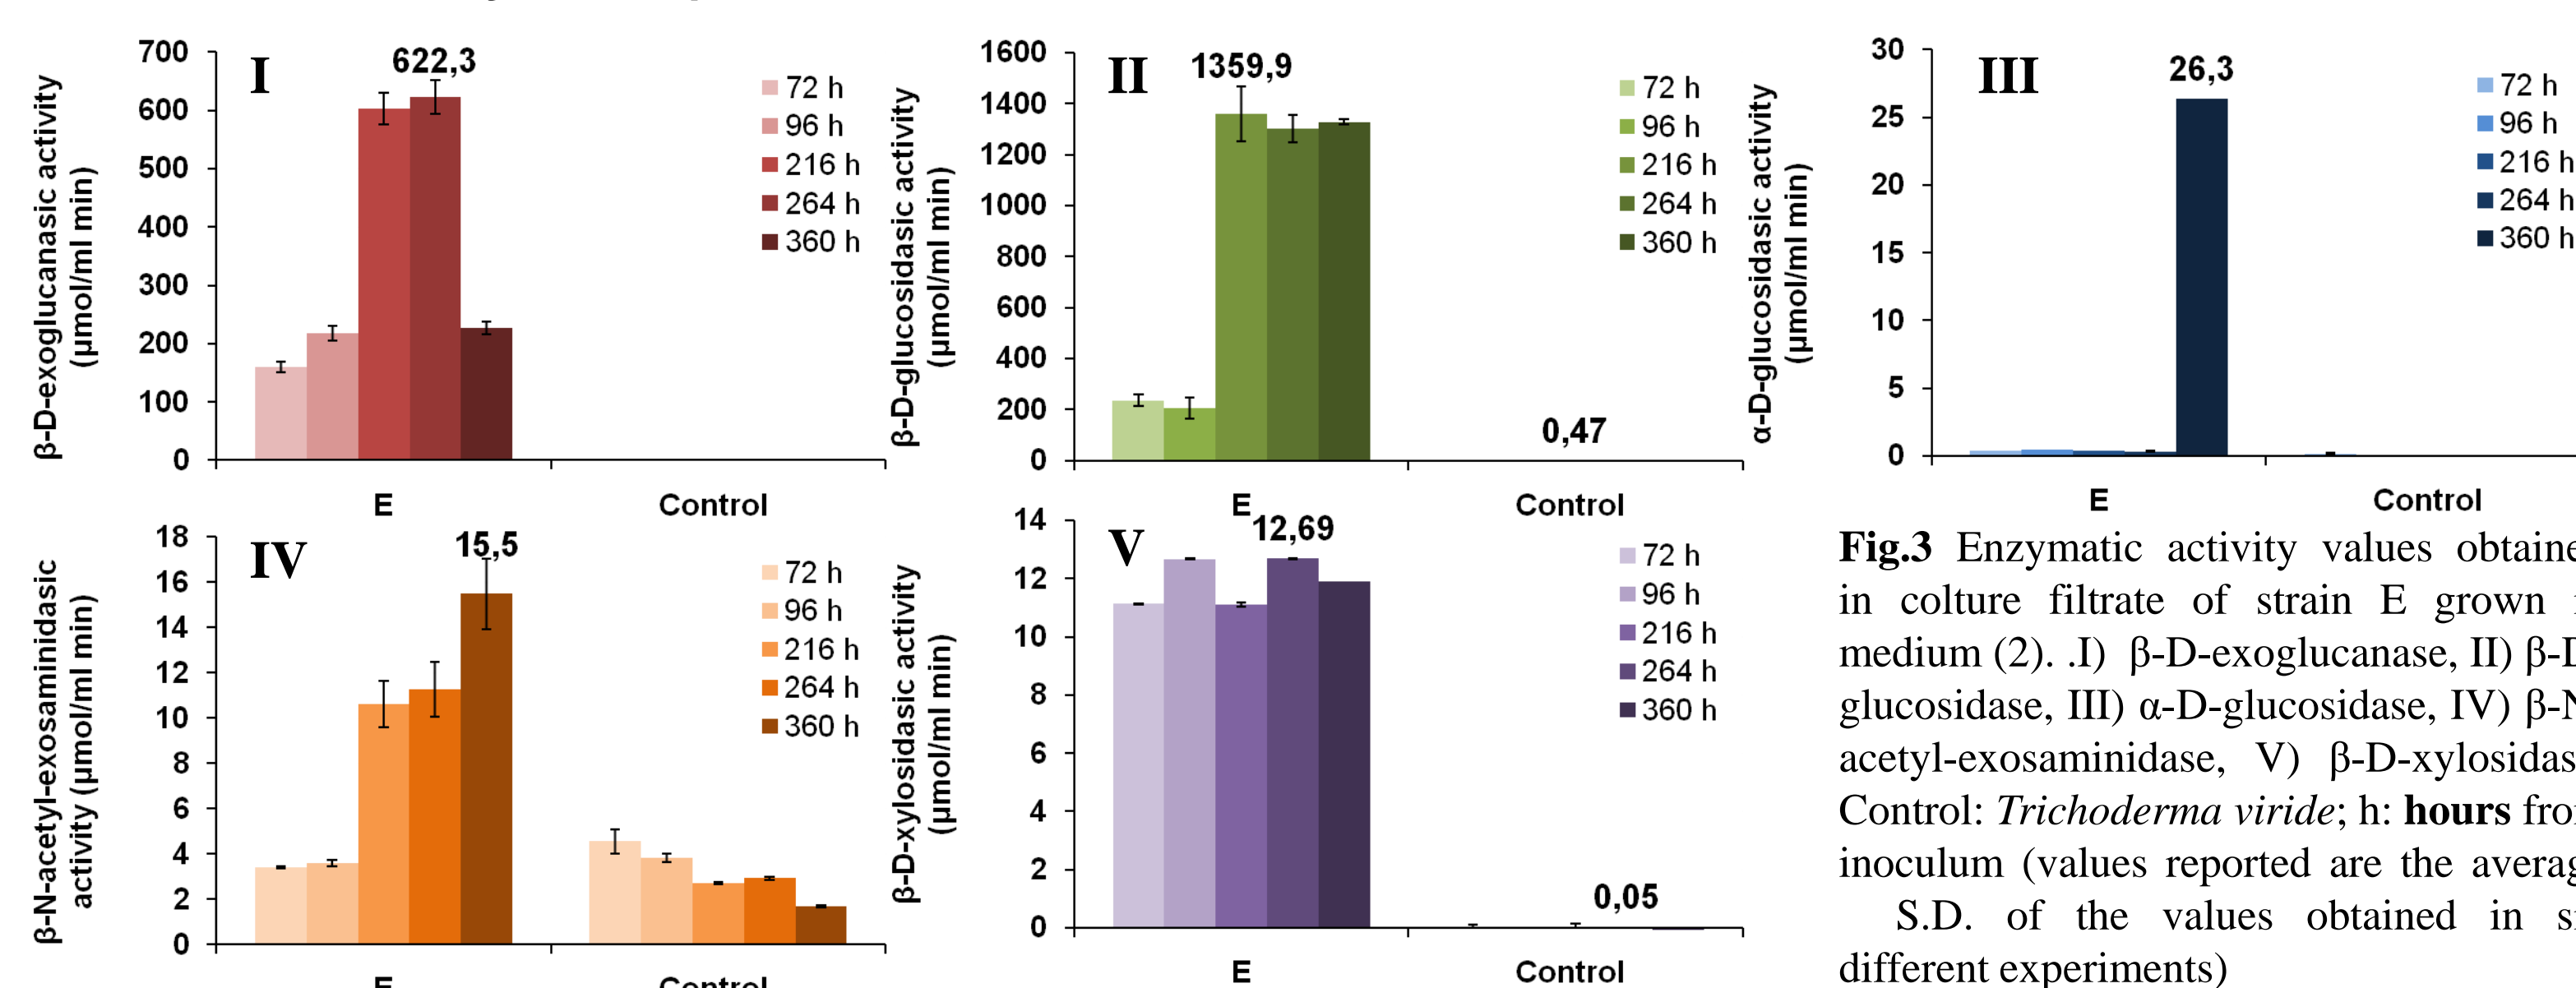 I
β-D-exoglucanasic activity
(µmol/ml min)
700
600
500
400
300
200
100
0
622,3
72 h
96 h
216 h
264 h
360 h
E
Control
II
β-D-glucosidasic activity
(µmol/ml min)
1600
1400
1200
1000
800
600
400
200
0
1359,9
0,47
72 h
96 h
216 h
264 h
360 h
E
Control
III
α-D-glucosidasic activity
(µmol/ml min)
30
25
20
15
10
5
0
26,3
72 h
96 h
216 h
264 h
360 h
E
Control
IV
β-N-acetyl-exosaminidasic
activity (µmol/ml min)
18
16
14
12
10
8
6
4
2
0
15,5
72 h
96 h
216 h
264 h
360 h
E
Control
V
β-D-xylosidasic activity
(µmol/ml min)
14
12
10
8
6
4
2
0
12,69
0,05
72 h
96 h
216 h
264 h
360 h
E
Control
Fig.3 Enzymatic activity values obtaine
in colture filtrate of strain E grown
medium (2). .I) β-D-exoglucanase, II) β-D
glucosidase, III) α-D-glucosidase, IV) β-N
acetyl-exosaminidase, V) β-D-xylosidas
Control: Trichoderma viride; h: hours fro
inoculum (values reported are the averag
S.D. of the values obtained in si
different experiments)